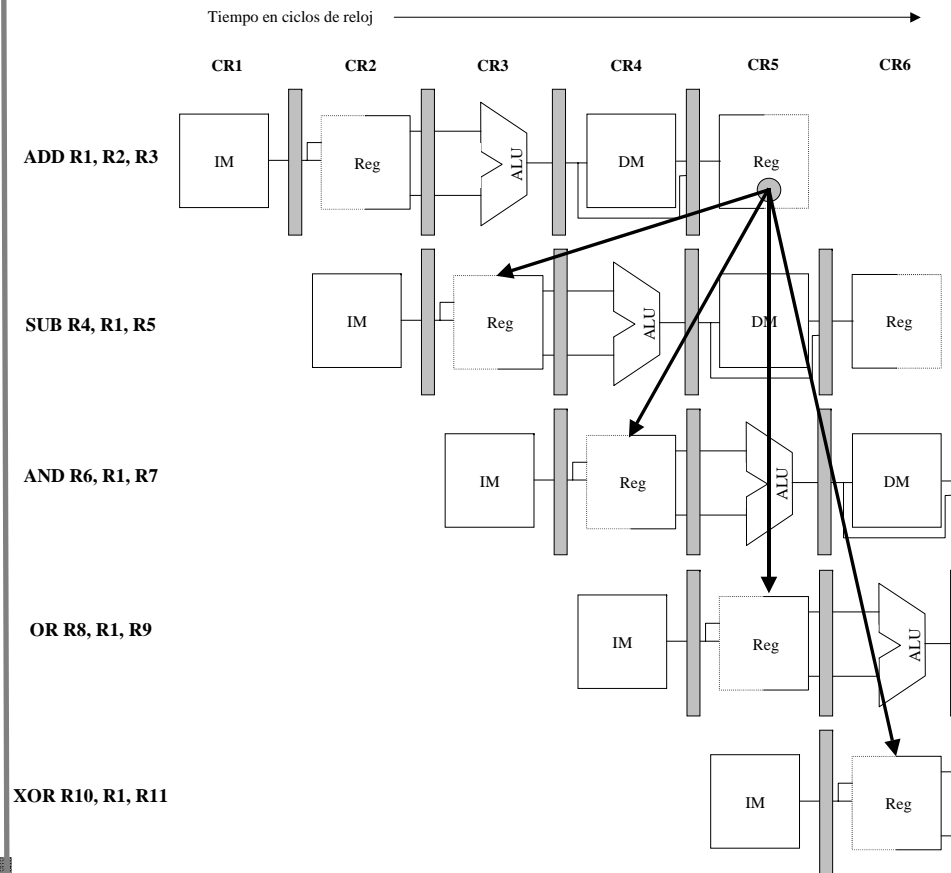 Tiempo en ciclos de reloj
CR1 CR2 CR3 CR4 CR5 CR6
ADD R1, R2, R3 IM Reg ALU DM Reg
SUB R4, R1, R5 IM Reg ALU DM Reg
AND R6, R1, R7 IM Reg ALU DM
OR R8, R1, R9 IM Reg ALU
XOR R10, R1, R11 IM Reg